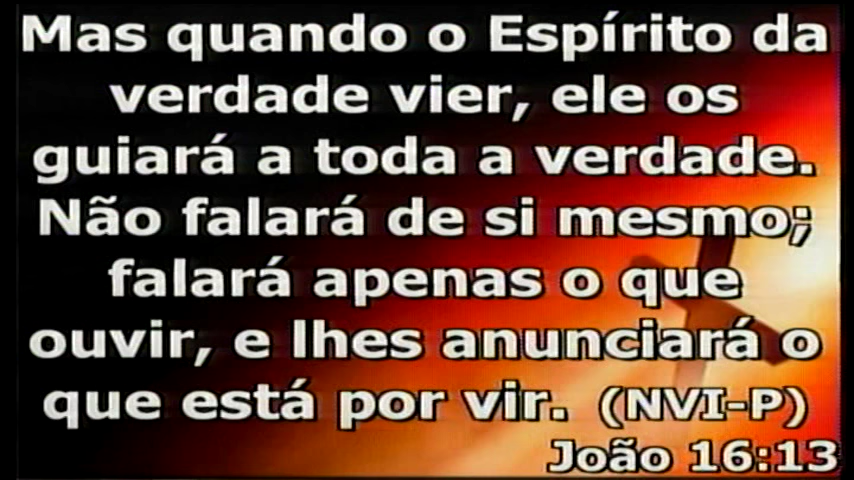 Mas quando o Espírito da
verdade vier, ele os
guiará a toda a verdade.
Não falará de si mesmo;
falará apenas o que
ouvir, e lhes anunciará o
que está por vir. (NVI-P)
João 16:13